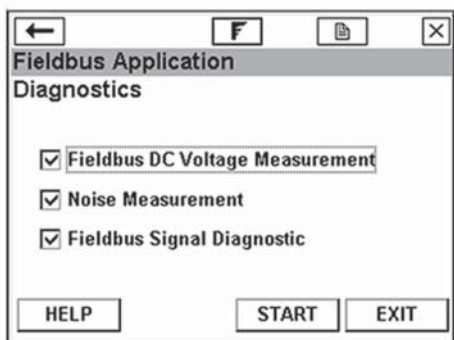 Fieldbus Application
Diagnostics
Fieldbus DC Voltage Measurement
Noise Measurement
Fieldbus Signal Diagnostic
HELP START EXIT